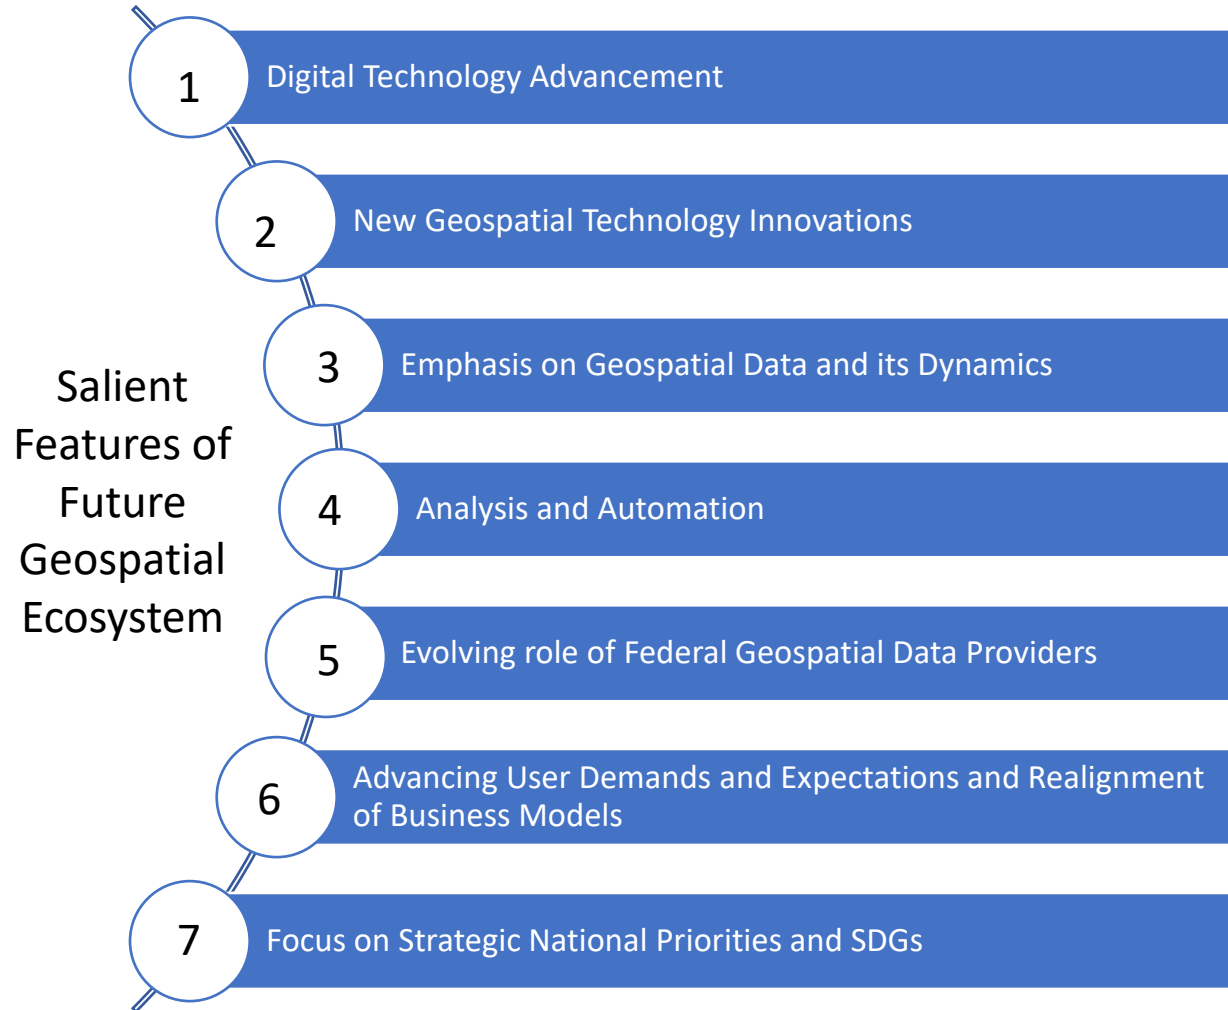 Salient
Features of
Future
Geospatial
Ecosystem
1
Digital Technology Advancement
2
New Geospatial Technology Innovations
3
Emphasis on Geospatial Data and its Dynamics
4
Analysis and Automation
5
Evolving role of Federal Geospatial Data Providers
6
Advancing User Demands and Expectations and Realignment
of Business Models
7
Focus on Strategic National Priorities and SDGs